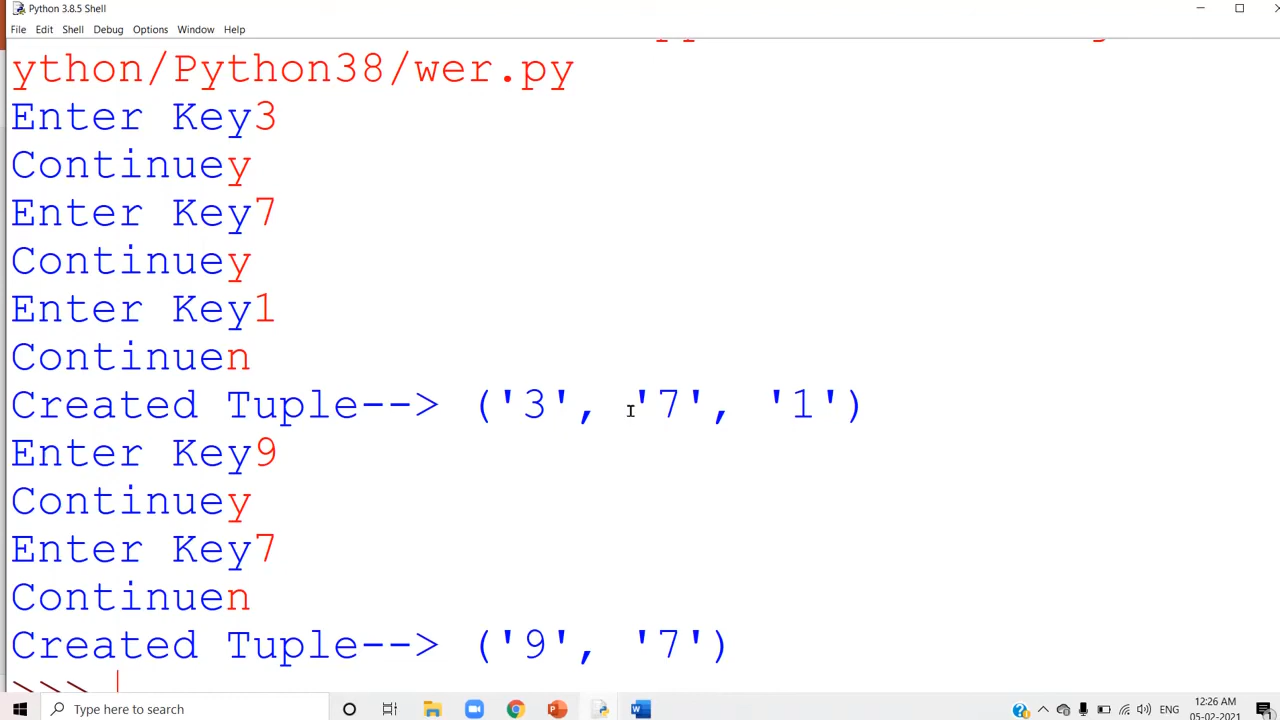 Python 3.8.5 Shell
File Edit Shell Debug Options Window Help
ython/Python38/wer.py
Enter Key3
Continuey
Enter Key7
Continuey
Enter Key1
Continuen
Created Tuple--> ('3', '7', '1')
Enter Key9
Continuey
Enter Key7
Continuen
Created Tuple--> ('9', '7')
>>>
Type here to search
ENG
12:26 AM
05-02-2021